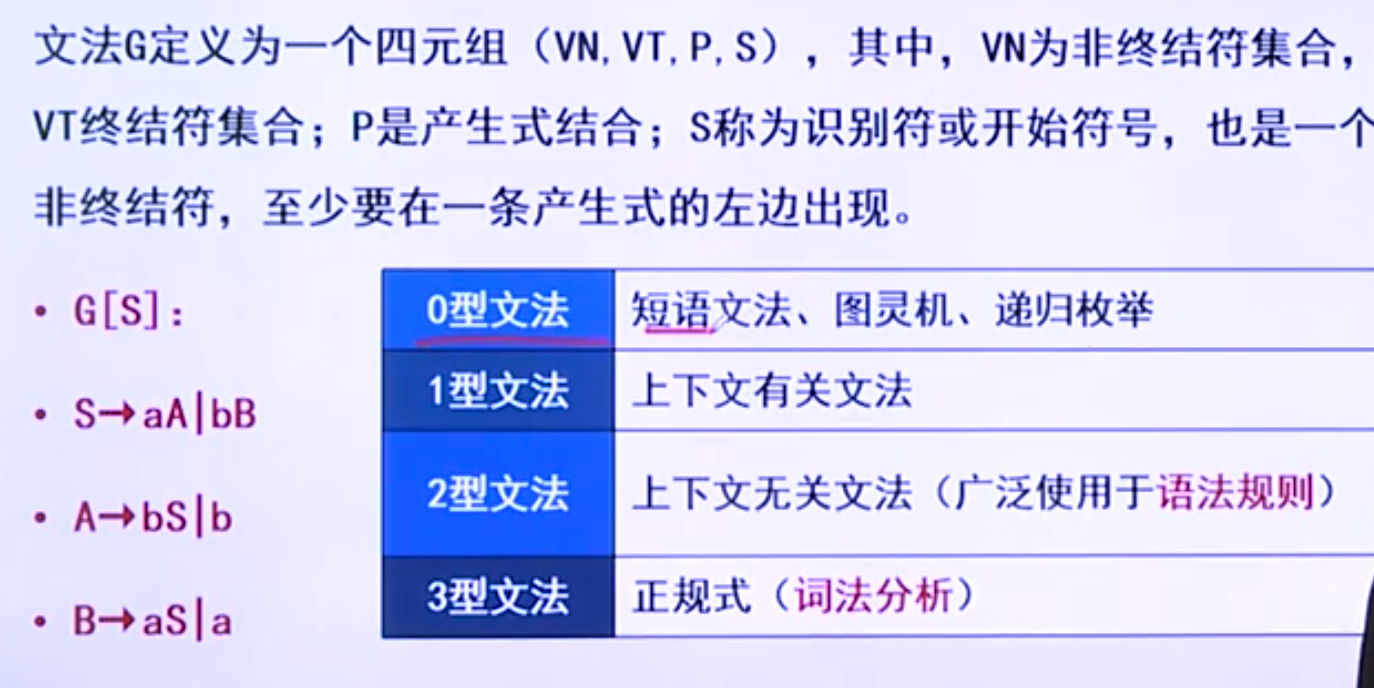 文法G定义为一个四元组（VN,VT,P,S），其中，VN为非终结符集合，
VT终结符集合；P是产生式结合；S称为识别符或开始符号，也是一个
非终结符，至少要在一条产生式的左边出现。
• G[S]：
• S→aA|bB
• A→bS|b
• B→aS|a
0型文法 短语文法、图灵机、递归枚举
1型文法 上下文有关文法
2型文法 上下文无关文法（广泛使用于语法规则）
3型文法 正规式（词法分析）